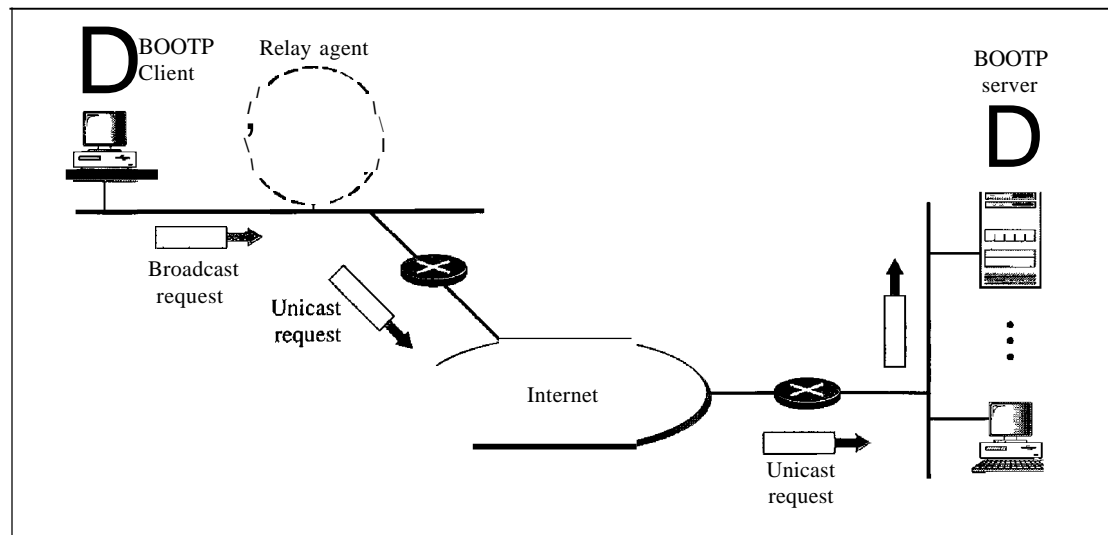 D BOOTP
Client
Relay agent
BOOTP
server
D
Broadcast
request
Unicast
request
Internet
Unicast
request